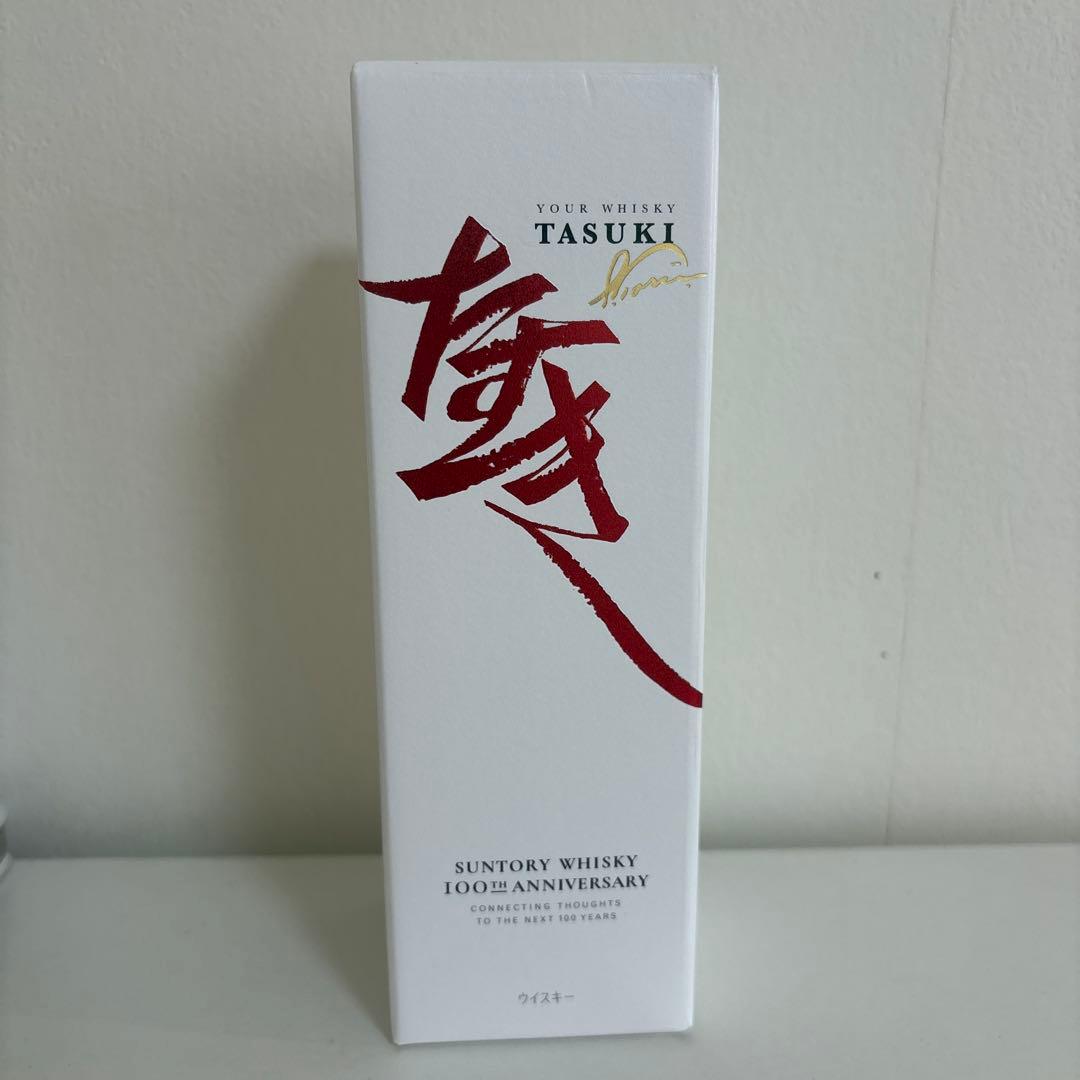 YOUR WHISKY
TASUKI
たすき
SUNTORY WHISKY
100TH ANNIVERSARY
CONNECTING THOUGHTS
TO THE NEXT 100 YEARS
ウイスキー